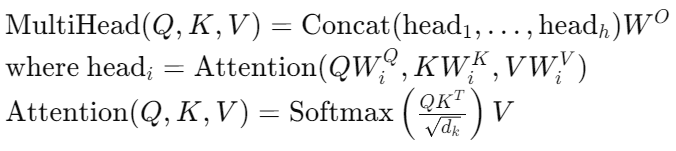 MultiHead(Q, K, V) = Concat(head₁, . . . , headₕ)W^O
where headᵢ = Attention(QWᵢ^Q, KWᵢ^K, VWᵢ^V)
Attention(Q, K, V) = Softmax(QK^T / √dₖ) V